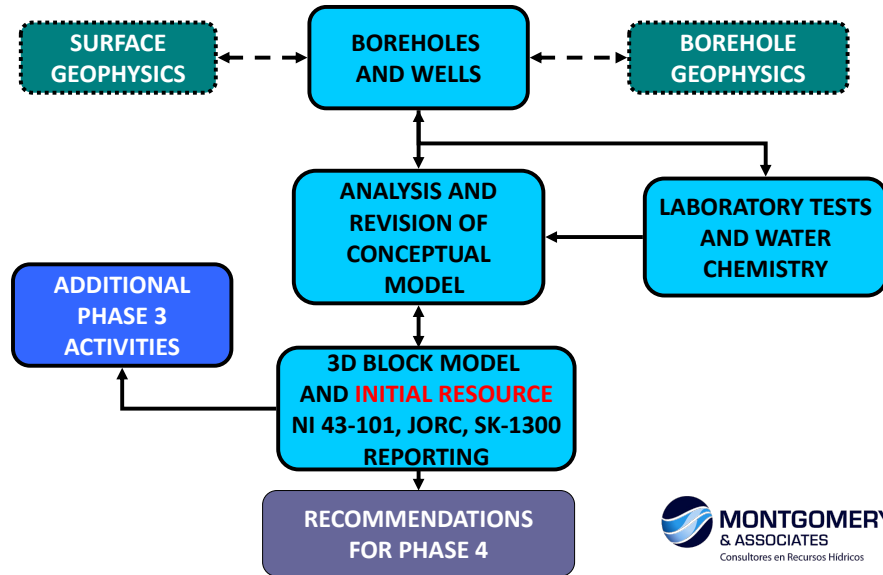 SURFACE
GEOPHYSICS
BOREHOLES
AND WELLS
BOREHOLE
GEOPHYSICS
ANALYSIS AND
REVISION OF
CONCEPTUAL
MODEL
LABORATORY TESTS
AND WATER
CHEMISTRY
ADDITIONAL
PHASE 3
ACTIVITIES
3D BLOCK MODEL
AND INITIAL RESOURCE
NI 43-101, JORC, SK-1300
REPORTING
RECOMMENDATIONS
FOR PHASE 4
MONTGOMERY
& ASSOCIATES
Consultores en Recursos Hídricos